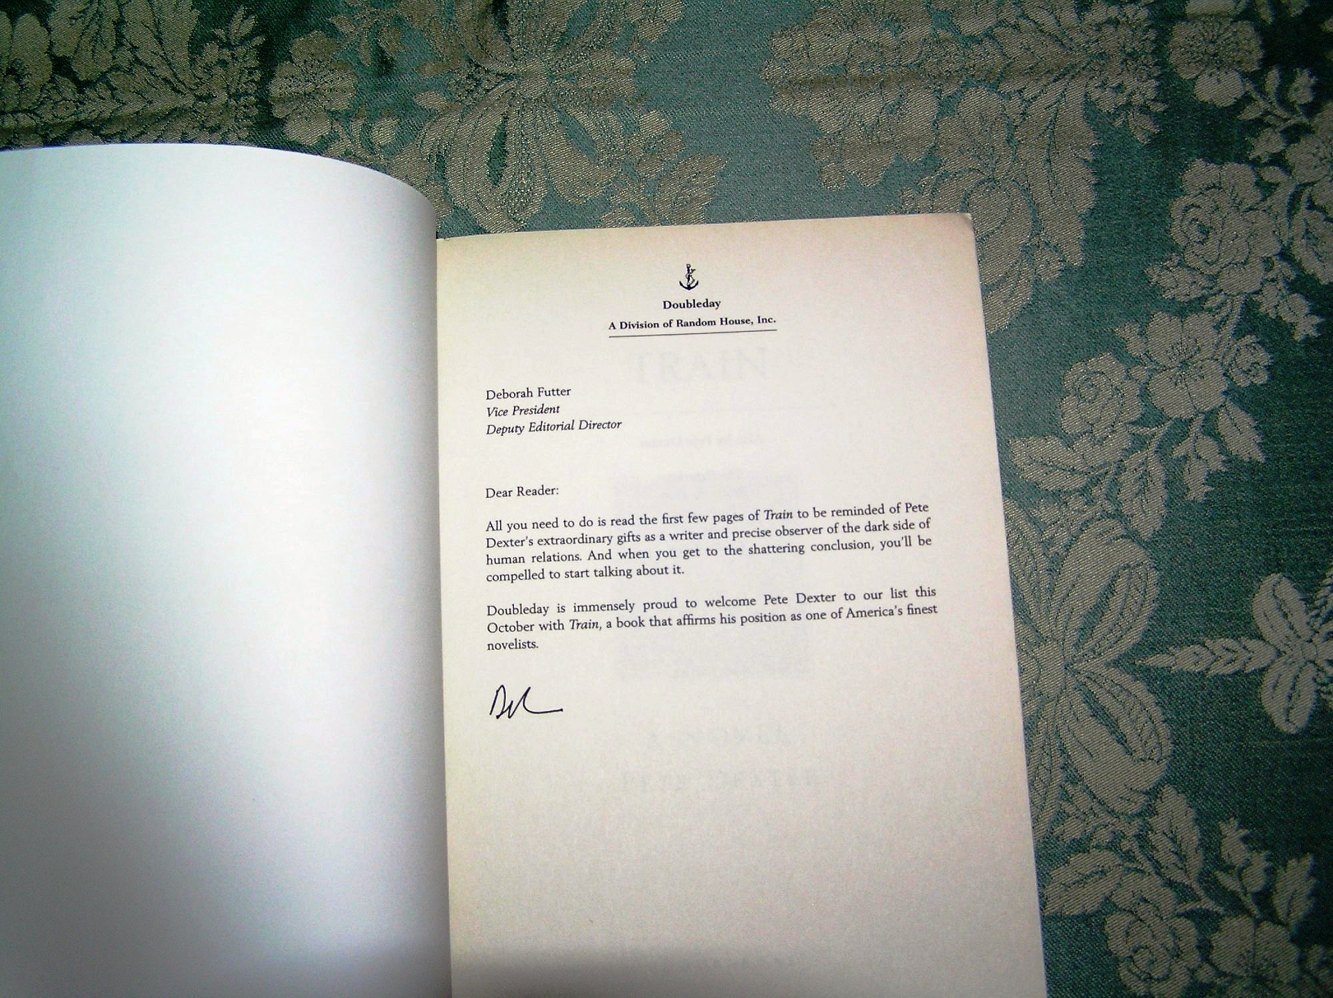 Doubleday
A Division of Random House, Inc.
TRAIN
Deborah Futter
Vice President
Deputy Editorial Director
Dear Reader:
All you need to do is read the first few pages of Train to be reminded of Pete
Dexter's extraordinary gifts as a writer and precise observer of the dark side of
human relations. And when you get to the shattering conclusion, you'll be
compelled to start talking about it.
Doubleday is immensely proud to welcome Pete Dexter to our list this
October with Train, a book that affirms his position as one of America's finest
novelists.